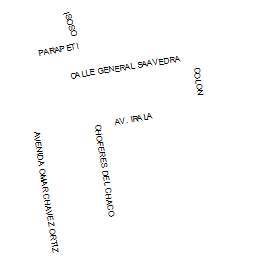 ISOSO
PARAPETI
CALLE GENERAL SAAVEDRA
COLON
AV. IRALA
CHOFERES DEL CHACO
AVENIDA OMAR CHAVEZ ORTIZ